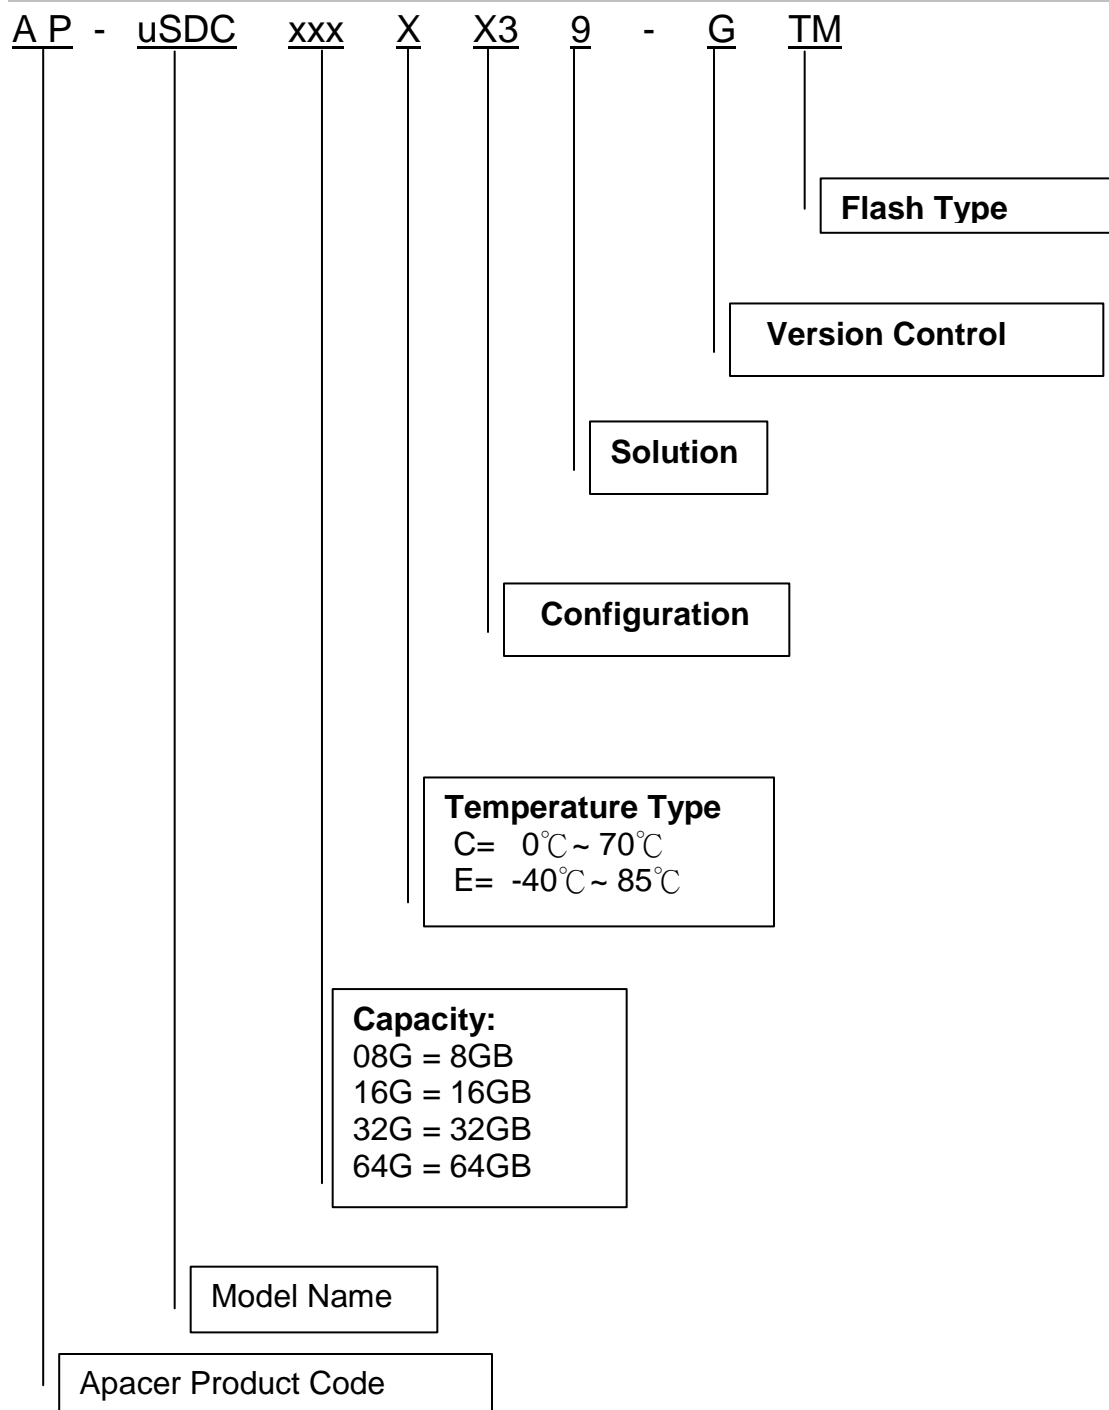 AP - uSDC xxx X X3 9 - G TM
Flash Type
Version Control
Solution
Configuration
Temperature Type
C= 0℃ ~ 70℃
E= -40℃ ~ 85℃
Capacity:
08G = 8GB
16G = 16GB
32G = 32GB
64G = 64GB
Model Name
Apacer Product Code